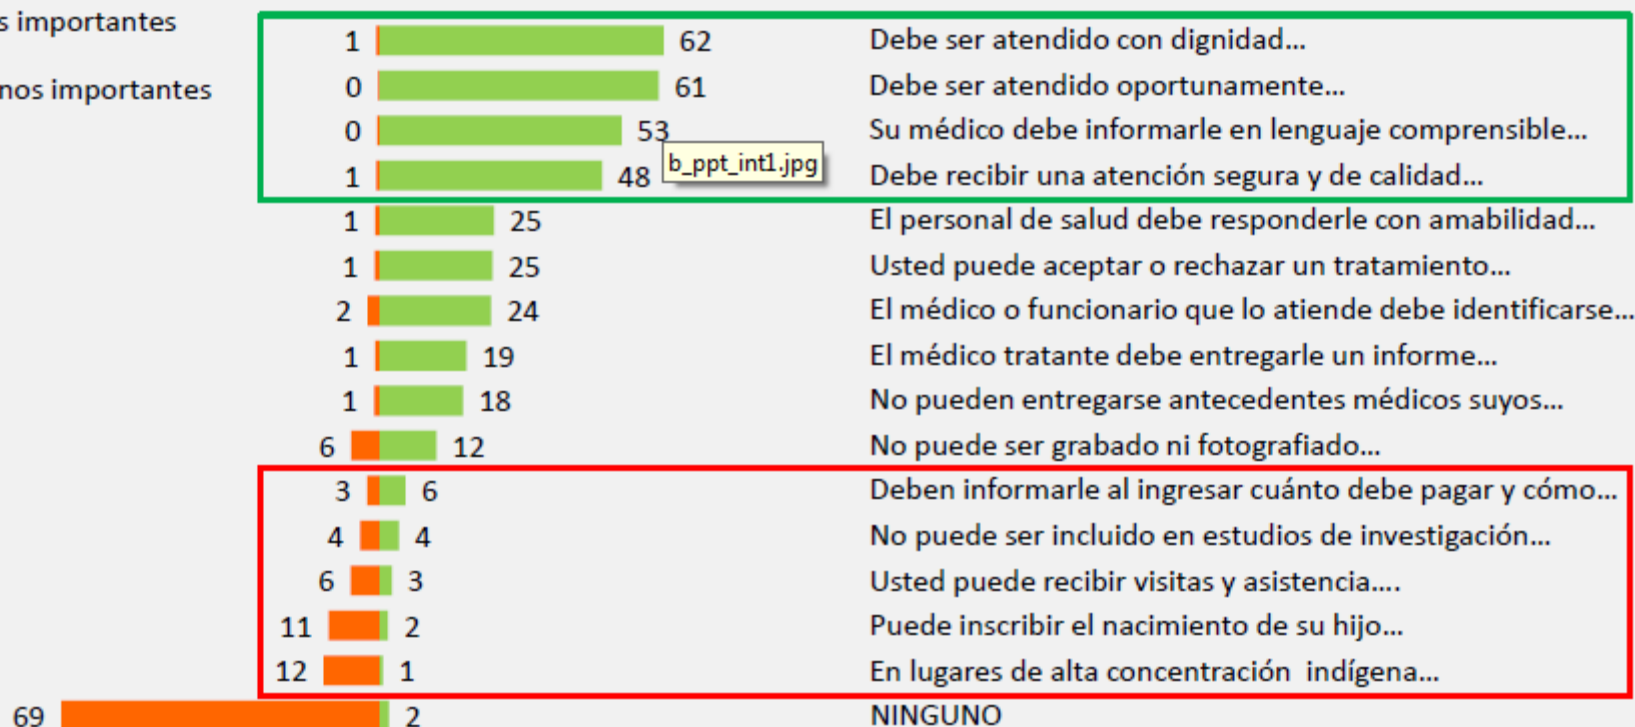 s importantes
nos importantes
1 62 Debe ser atendido con dignidad...
0 61 Debe ser atendido oportunamente...
0 53 Su médico debe informarle en lenguaje comprensible...
b_ppt_int1.jpg
1 48 Debe recibir una atención segura y de calidad...
1 25 El personal de salud debe responderle con amabilidad...
1 25 Usted puede aceptar o rechazar un tratamiento...
2 24 El médico o funcionario que lo atiende debe identificarse...
1 19 El médico tratante debe entregarle un informe...
1 18 No pueden entregarse antecedentes médicos suyos...
6 12 No puede ser grabado ni fotografiado...
3 6 Deben informarle al ingresar cuánto debe pagar y cómo...
4 4 No puede ser incluido en estudios de investigación...
6 3 Usted puede recibir visitas y asistencia....
11 2 Puede inscribir el nacimiento de su hijo...
12 1 En lugares de alta concentración indígena...
69 2 NINGUNO